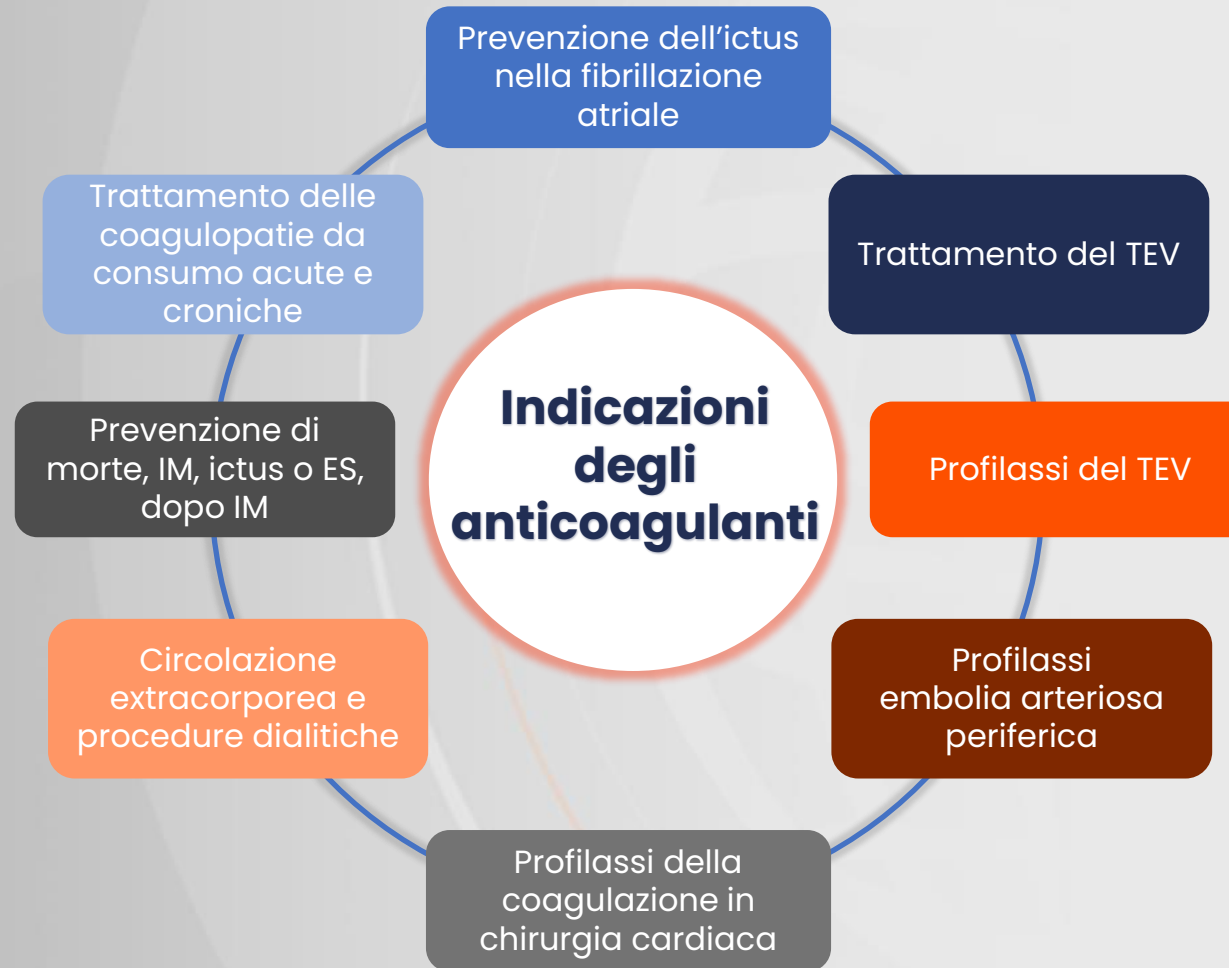 Prevenzione dell’ictus
nella fibrillazione
atriale
Trattamento delle
coagulopatie da
consumo acute e
croniche
Trattamento del TEV
Indicazioni
degli
anticoagulanti
Prevenzione di
morte, IM, ictus o ES,
dopo IM
Profilassi del TEV
Circolazione
extracorporea e
procedure dialitiche
Profilassi
embolia arteriosa
periferica
Profilassi della
coagulazione in
chirurgia cardiaca